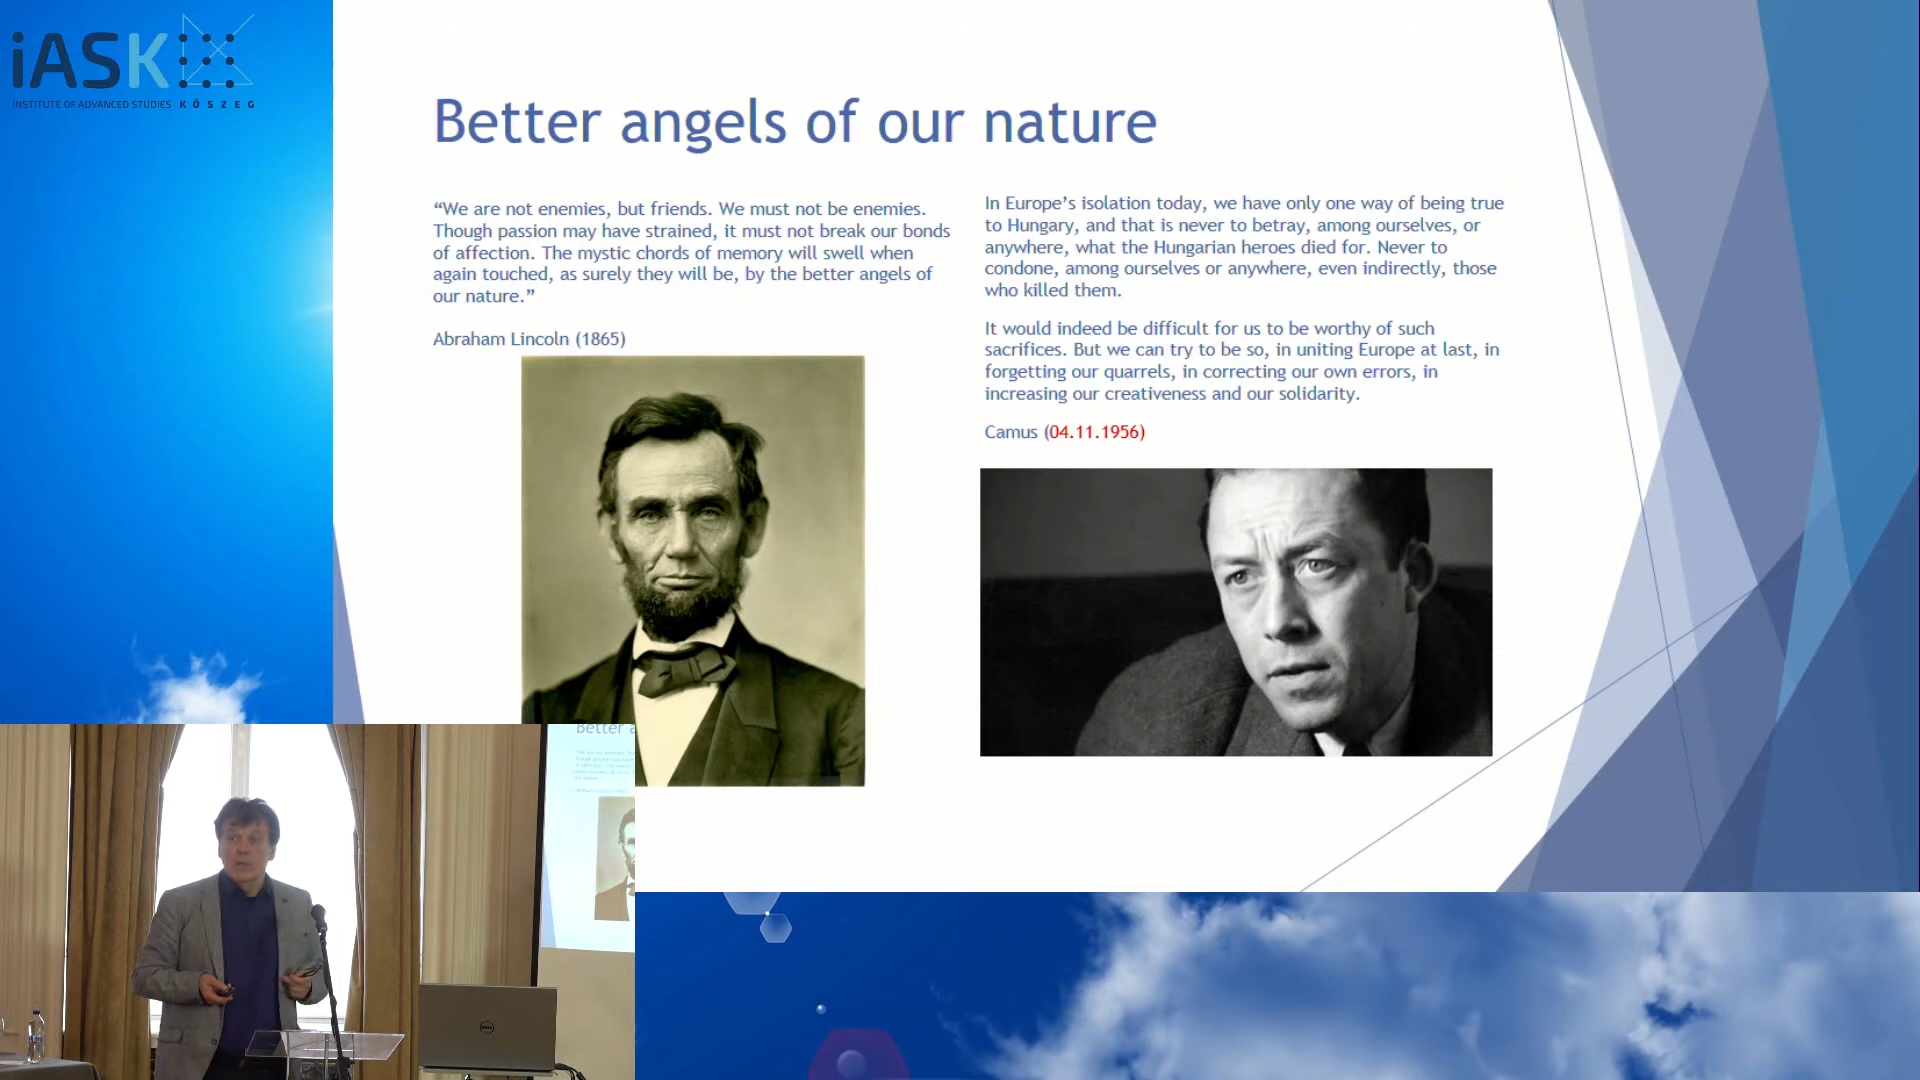 iASK
INSTITUTE OF ADVANCED STUDIES KŐSZEG
Better angels of our nature
“We are not enemies, but friends. We must not be enemies.
Though passion may have strained, it must not break our bonds
of affection. The mystic chords of memory will swell when
again touched, as surely they will be, by the better angels of
our nature.”
Abraham Lincoln (1865)
In Europe’s isolation today, we have only one way of being true
to Hungary, and that is never to betray, among ourselves, or
anywhere, what the Hungarian heroes died for. Never to
condone, among ourselves or anywhere, even indirectly, those
who killed them.
It would indeed be difficult for us to be worthy of such
sacrifices. But we can try to be so, in uniting Europe at last, in
forgetting our quarrels, in correcting our own errors, in
increasing our creativeness and our solidarity.
Camus (04.11.1956)
Better a
DELL